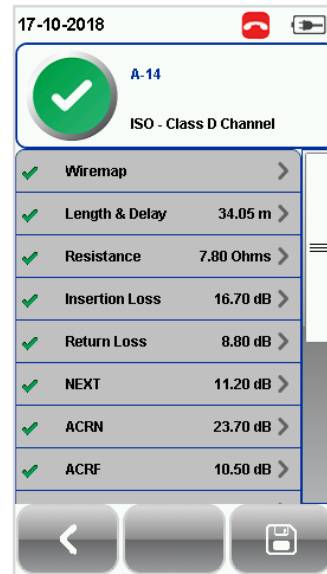 17-10-2018
A-14
ISO - Class D Channel
Wiremap
Length & Delay 34.05 m
Resistance 7.80 Ohms
Insertion Loss 16.70 dB
Return Loss 8.80 dB
NEXT 11.20 dB
ACRN 23.70 dB
ACRF 10.50 dB